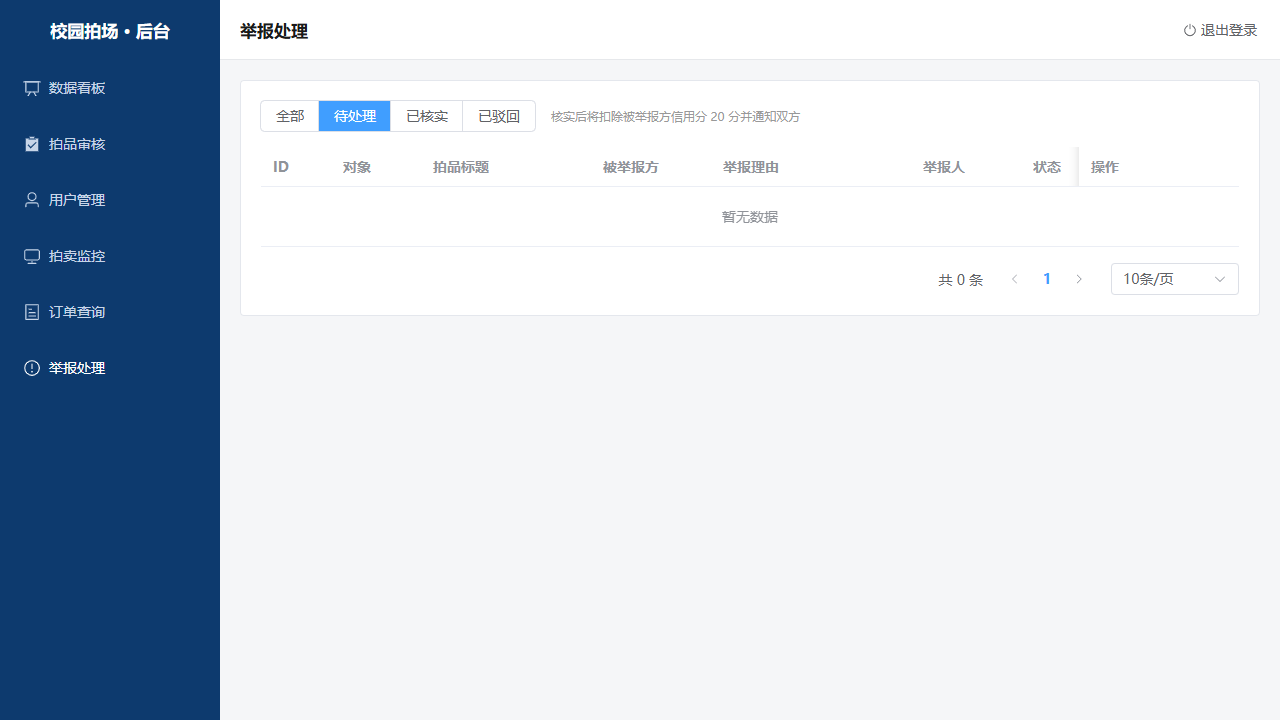 校园拍场·后台
数据看板
拍品审核
用户管理
拍卖监控
订单查询
举报处理
举报处理
退出登录
全部 待处理 已核实 已驳回 核实后将扣除被举报方信用分 20 分并通知双方
ID 对象 拍品标题 被举报方 举报理由 举报人 状态 操作
暂无数据
共 0 条 1 10条/页